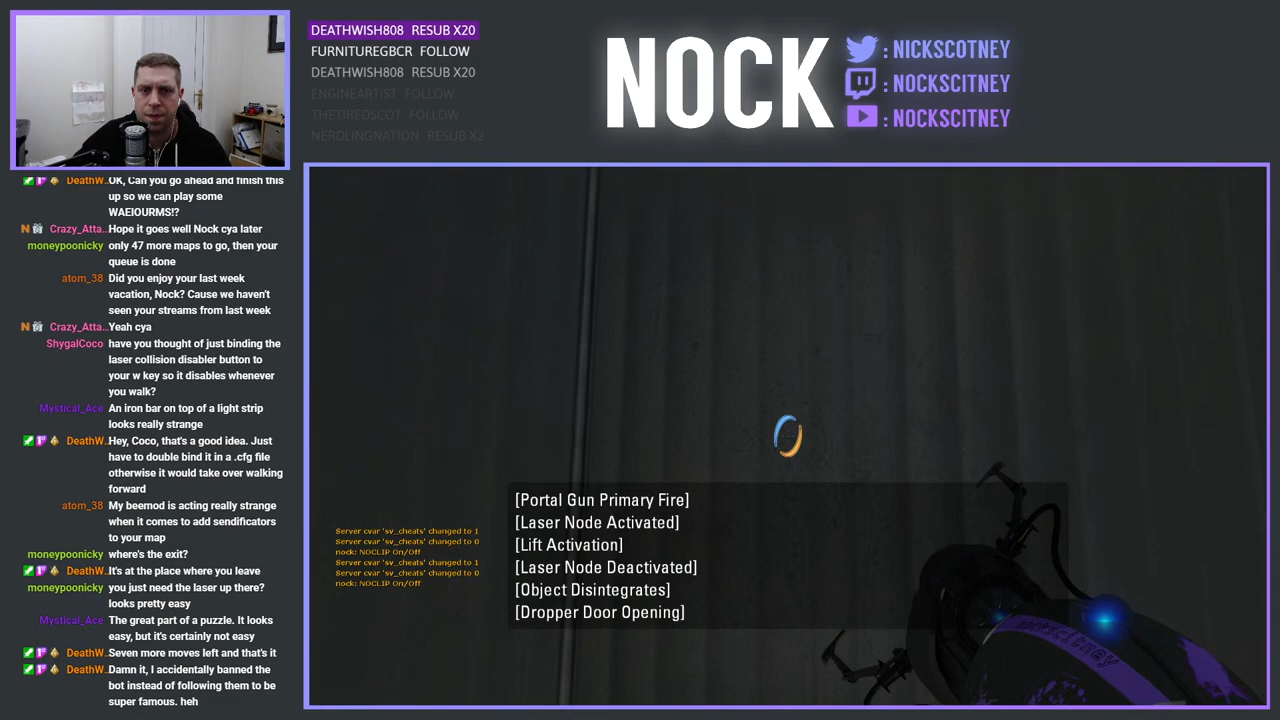 DEATHWISH808 RESUB X20
FURNITUREGBCR FOLLOW
DEATHWISH808 RESUB X20
ENGINEARTIST FOLLOW
THETIREDSCOT FOLLOW
NERDLINGNATION RESUB X2
NOCK
: NICKSCOTNEY
: NOCKSCITNEY
: NOCKSCITNEY
DeathW.. OK, Can you go ahead and finish this
up so we can play some
WAEIOURMS!?
N Crazy_Atta.. Hope it goes well Nock cya later
moneypoonicky only 47 more maps to go, then your
queue is done
atom_38 Did you enjoy your last week
vacation, Nock? Cause we haven't
seen your streams from last week
N Crazy_Atta.. Yeah cya
ShygalCoco have you thought of just binding the
laser collision disabler button to
your w key so it disables whenever
you walk?
Mystical_Ace An iron bar on top of a light strip
looks really strange
DeathW.. Hey, Coco, that's a good idea. Just
have to double bind it in a .cfg file
otherwise it would take over walking
forward
atom_38 My beemod is acting really strange
when it comes to add sendificators
to your map
moneypoonicky where's the exit?
DeathW.. It's at the place where you leave
moneypoonicky you just need the laser up there?
looks pretty easy
Mystical_Ace The great part of a puzzle. It looks
easy, but it's certainly not easy
DeathW.. Seven more moves left and that's it
DeathW.. Damn it, I accidentally banned the
bot instead of following them to be
super famous. heh
Server cvar 'sv_cheats' changed to 1
Server cvar 'sv_cheats' changed to 0
nock: NOCLIP On/Off
Server cvar 'sv_cheats' changed to 1
Server cvar 'sv_cheats' changed to 0
nock: NOCLIP On/Off
[Portal Gun Primary Fire]
[Laser Node Activated]
[Lift Activation]
[Laser Node Deactivated]
[Object Disintegrates]
[Dropper Door Opening]
nockscitney